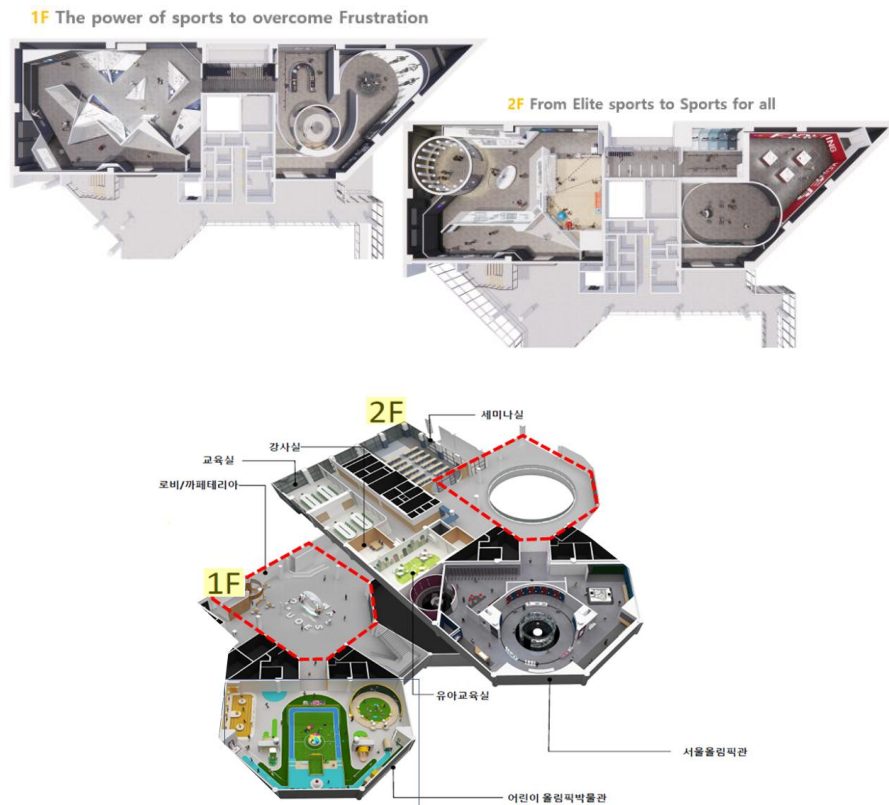 1F The power of sports to overcome Frustration
2F From Elite sports to Sports for all
2F
세미나실
강사실
교육실
로비/까페테리아
1F
유아교육실
서울올림픽관
어린이 올림픽박물관